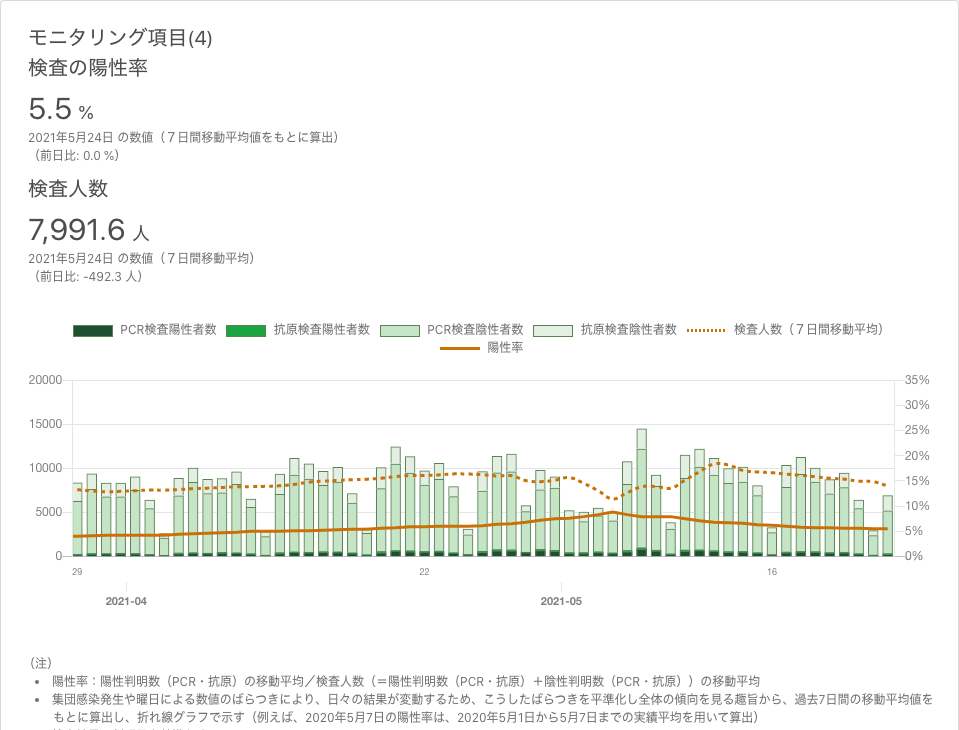 モニタリング項目(4)
検査の陽性率
5.5 %
2021年5月24日 の数値（７日間移動平均値をもとに算出）
（前日比: 0.0 %）
検査人数
7,991.6 人
2021年5月24日 の数値（７日間移動平均）
（前日比: -492.3 人）
PCR検査陽性者数 抗原検査陽性者数 PCR検査陰性者数 抗原検査陰性者数 検査人数（７日間移動平均）
陽性率
20000 35%
30%
15000 25%
10000 20%
15%
5000 10%
5%
0 0%
29 22 16
2021-04 2021-05
（注）
• 陽性率：陽性判明数（PCR・抗原）の移動平均／検査人数（＝陽性判明数（PCR・抗原）＋陰性判明数（PCR・抗原））の移動平均
• 集団感染発生や曜日による数値のばらつきにより、日々の結果が変動するため、こうしたばらつきを平準化し全体の傾向を見る趣旨から、過去7日間の移動平均値を
もとに算出し、折れ線グラフで示す（例えば、2020年5月7日の陽性率は、2020年5月1日から5月7日までの実績平均を用いて算出）